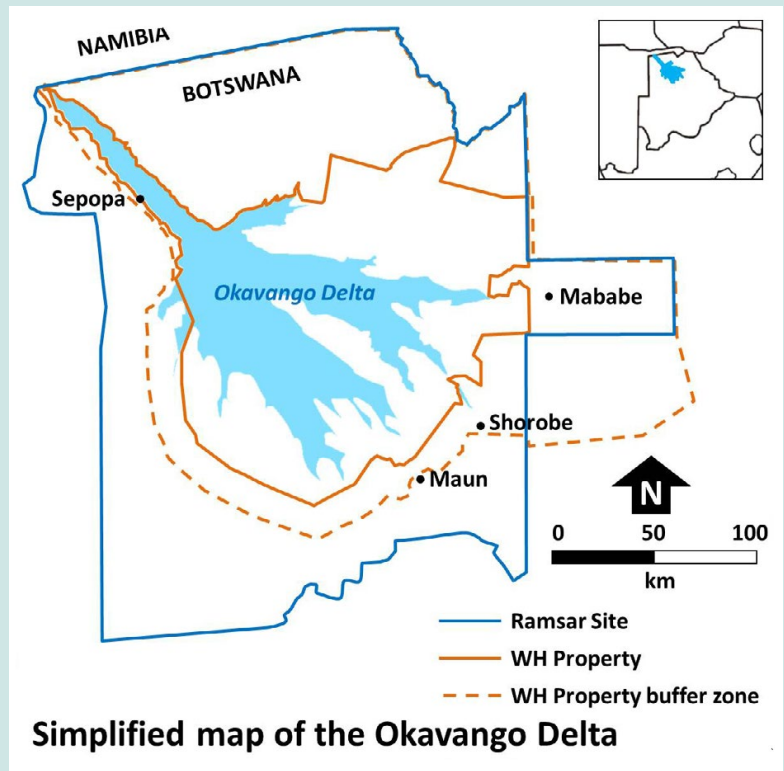 NAMIBIA
BOTSWANA
Sepopa
Okavango Delta
Mababe
Shorobe
Maun
N
0 50 100
km
Ramsar Site
WH Property
WH Property buffer zone
Simplified map of the Okavango Delta